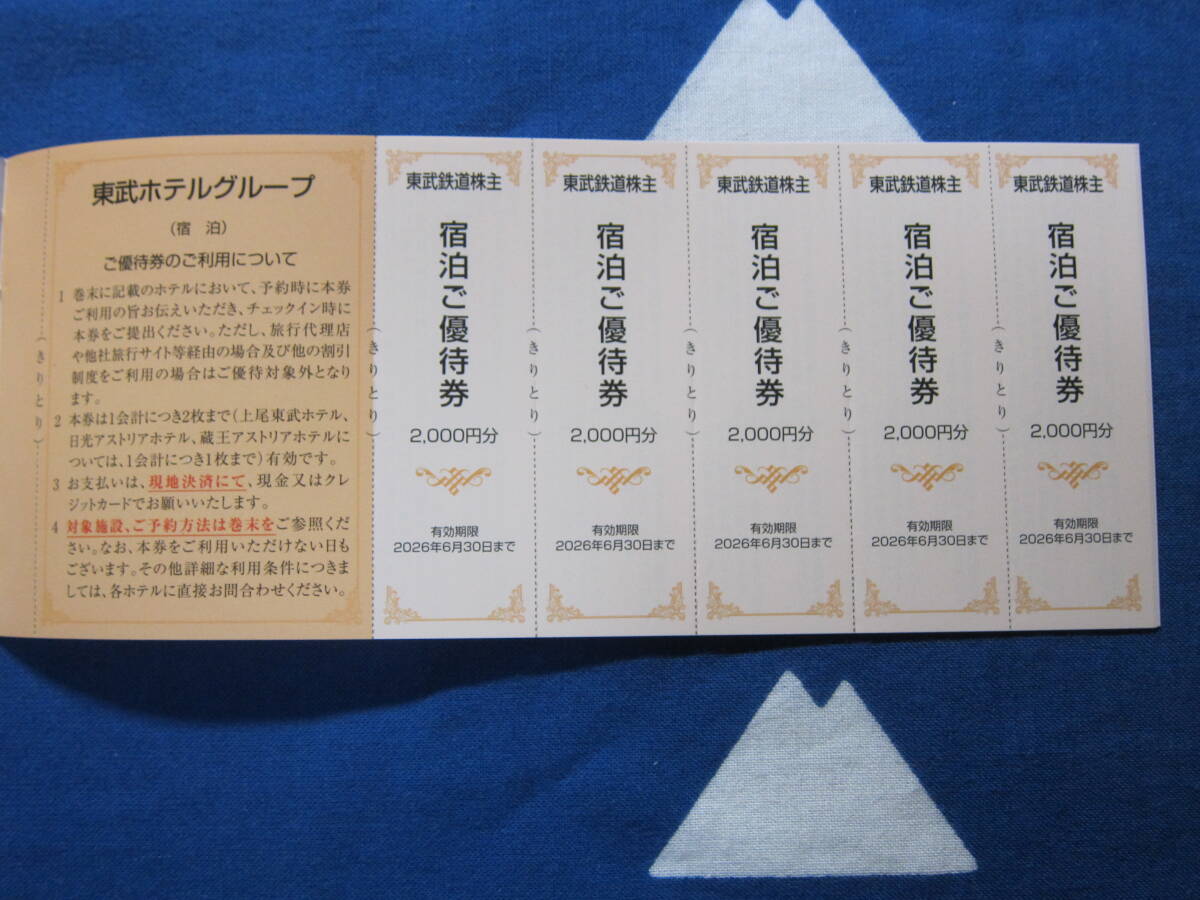 東武ホテルグループ
(宿 泊)
ご優待券のご利用について
1 巻末に記載のホテルにおいて、予約時に本券
ご利用の旨お伝えいただき、チェックイン時に
本券をご提出ください。ただし、旅行代理店
や他社旅行サイト等経由の場合及び他の割引
制度をご利用の場合はご優待対象外となり
ます。
2 本券は1会計につき2枚まで(上尾東武ホテル、
日光アストリアホテル、蔵王アストリアホテルに
ついては、1会計につき1枚まで)有効です。
3 お支払いは、現地決済にて、現金又はクレ
ジットカードでお願いいたします。
4 対象施設、ご予約方法は巻末をご参照くだ
さい。なお、本券をご利用いただけない日も
ございます。その他詳細な利用条件につきま
しては、各ホテルに直接お問合わせください。
(きりとり)
(きりとり)
東武鉄道株主
宿泊ご優待券
2,000円分
有効期限
2026年6月30日まで
(きりとり)
東武鉄道株主
宿泊ご優待券
2,000円分
有効期限
2026年6月30日まで
(きりとり)
東武鉄道株主
宿泊ご優待券
2,000円分
有効期限
2026年6月30日まで
(きりとり)
東武鉄道株主
宿泊ご優待券
2,000円分
有効期限
2026年6月30日まで
(きりとり)
東武鉄道株主
宿泊ご優待券
2,000円分
有効期限
2026年6月30日まで